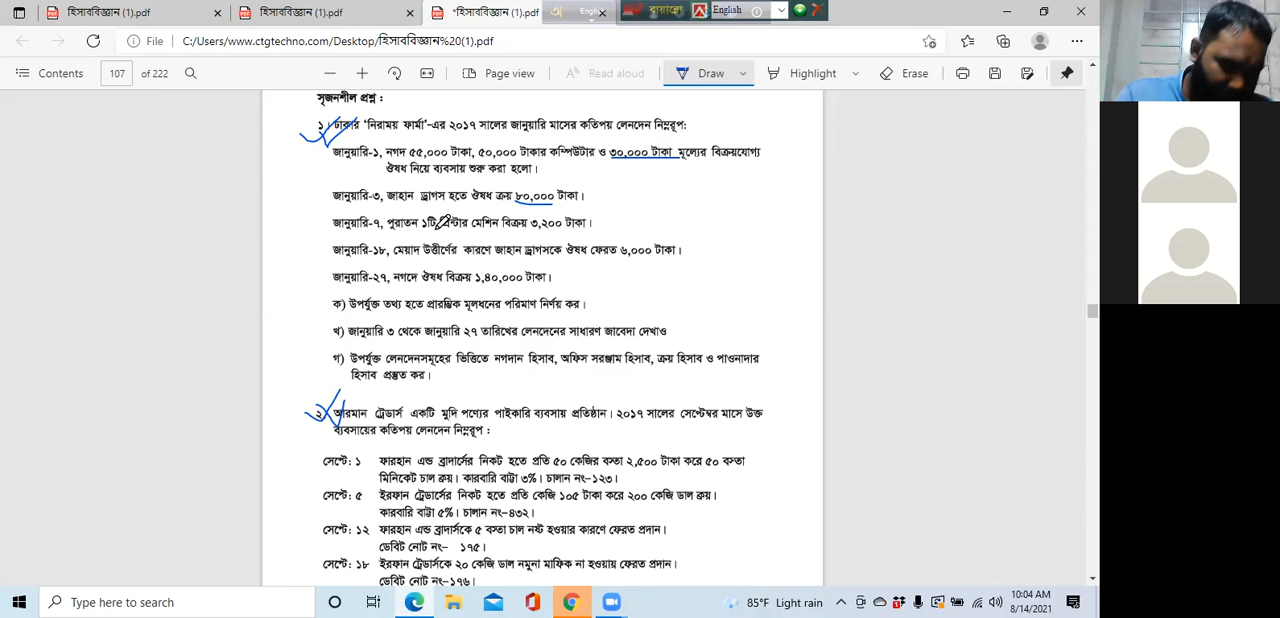 হিসাববিজ্ঞান (1).pdf
হিসাববিজ্ঞান (1).pdf
*হিসাববিজ্ঞান (1).pdf
English
বায়ান্নো
English
File
C:/Users/www.ctgtechno.com/Desktop/হিসাববিজ্ঞান%20(1).pdf
Contents
107
of 222
Page view
Read aloud
Draw
Highlight
Erase
সৃজনশীল প্রশ্ন :
১। ঢাকার 'নিরাময় ফার্মা'-এর ২০১৭ সালের জানুয়ারি মাসের কতিপয় লেনদেন নিম্নরূপ:
জানুয়ারি-১, নগদ ৫৫,০০০ টাকা, ৫০,০০০ টাকার কম্পিউটার ও ৩০,০০০ টাকা মূল্যের বিক্রয়যোগ্য
ঔষধ নিয়ে ব্যবসায় শুরু করা হলো।
জানুয়ারি-৩, জাহান ড্রাগস হতে ঔষধ ক্রয় ৮০,০০০ টাকা।
জানুয়ারি-৭, পুরাতন ১টি মেশিন বিক্রয় ৩,২০০ টাকা।
জানুয়ারি-১৮, মেয়াদ উত্তীর্ণের কারণে জাহান ড্রাগসকে ঔষধ ফেরত ৬,০০০ টাকা।
জানুয়ারি-২৭, নগদে ঔষধ বিক্রয় ১,৪০,০০০ টাকা।
ক) উপর্যুক্ত তথ্য হতে প্রারম্ভিক মূলধনের পরিমাণ নির্ণয় কর।
খ) জানুয়ারি ৩ থেকে জানুয়ারি ২৭ তারিখের লেনদেনের সাধারণ জাবেদা দেখাও
গ) উপর্যুক্ত লেনদেনসমূহের ভিত্তিতে নগদান হিসাব, অফিস সরঞ্জাম হিসাব, ক্রয় হিসাব ও পাওনাদার
হিসাব প্রস্তুত কর।
২। আরমান ট্রেডার্স একটি মুদি পণ্যের পাইকারি ব্যবসায় প্রতিষ্ঠান। ২০১৭ সালের সেপ্টেম্বর মাসে উক্ত
ব্যবসায়ের কতিপয় লেনদেন নিম্নরূপ :
সেপ্টে: ১ ফারহান এন্ড ব্রাদার্সের নিকট হতে প্রতি ৫০ কেজির বস্তা ২,৫০০ টাকা করে ৫০ বস্তা
মিনিকেট চাল ক্রয়। কারবারি বাট্টা ৩%। চালান নং-১২৩।
সেপ্টে: ৫ ইরফান ট্রেডার্সের নিকট হতে প্রতি কেজি ১০৫ টাকা করে ২০০ কেজি ডাল ক্রয়।
কারবারি বাট্টা ৫%। চালান নং-৪৩২।
সেপ্টে: ১২ ফারহান এন্ড ব্রাদার্সকে ৫ বস্তা চাল নষ্ট হওয়ার কারণে ফেরত প্রদান।
ডেবিট নোট নং- ১৭৫।
সেপ্টে: ১৮ ইরফান ট্রেডার্সকে ২০ কেজি ডাল নমুনা মাফিক না হওয়ায় ফেরত প্রদান।
ডেবিট নোট নং-১৭৬।
Type here to search
85°F Light rain
10:04 AM
8/14/2021